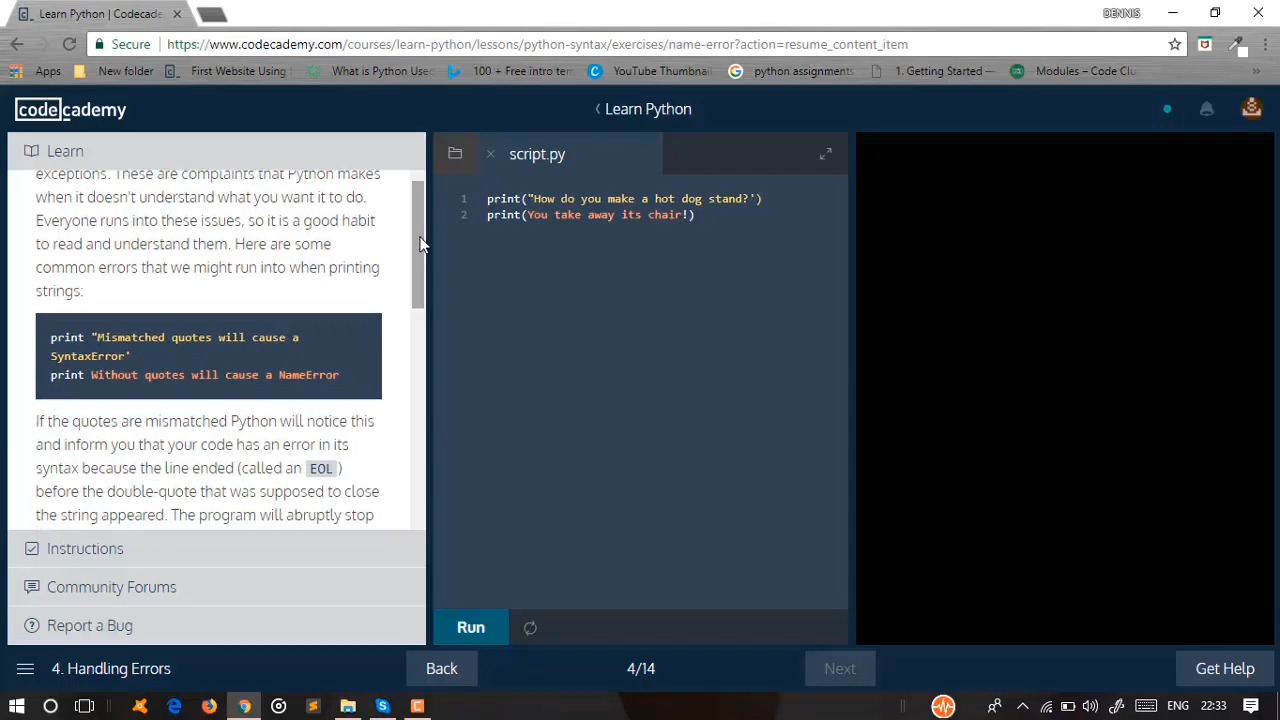 Learn Python | Codecade
DENNIS
Secure
https://www.codecademy.com/courses/learn-python/lessons/python-syntax/exercises/name-error?action=resume_content_item
Apps
New folder
First Website Using
What is Python Use
100 + Free intro tem
YouTube Thumbnai
python assignments
1. Getting Started —
Modules – Code Clu
»
codecademy
Learn Python
Learn
script.py
exceptions. These are complaints that Python makes
when it doesn't understand what you want it to do.
Everyone runs into these issues, so it is a good habit
to read and understand them. Here are some
common errors that we might run into when printing
strings:
print "Mismatched quotes will cause a
SyntaxError'
print Without quotes will cause a NameError
If the quotes are mismatched Python will notice this
and inform you that your code has an error in its
syntax because the line ended (called an EOL )
before the double-quote that was supposed to close
the string appeared. The program will abruptly stop
1 print("How do you make a hot dog stand?')
2 print(You take away its chair!)
Instructions
Community Forums
Report a Bug
Run
4. Handling Errors
Back
4/14
Next
Get Help
ENG
22:33